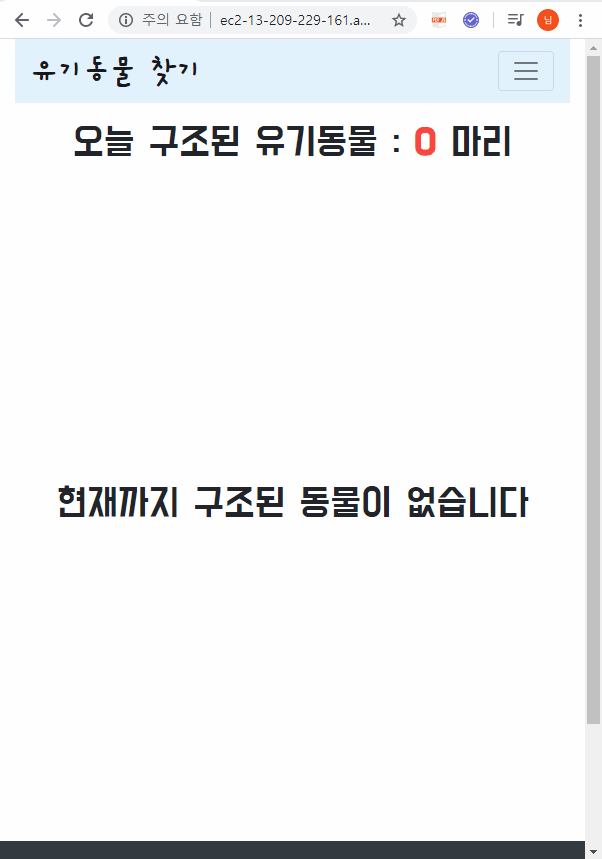 주의 요함 ec2-13-209-229-161.a...
님
유기동물 찾기
오늘 구조된 유기동물 : 0 마리
현재까지 구조된 동물이 없습니다